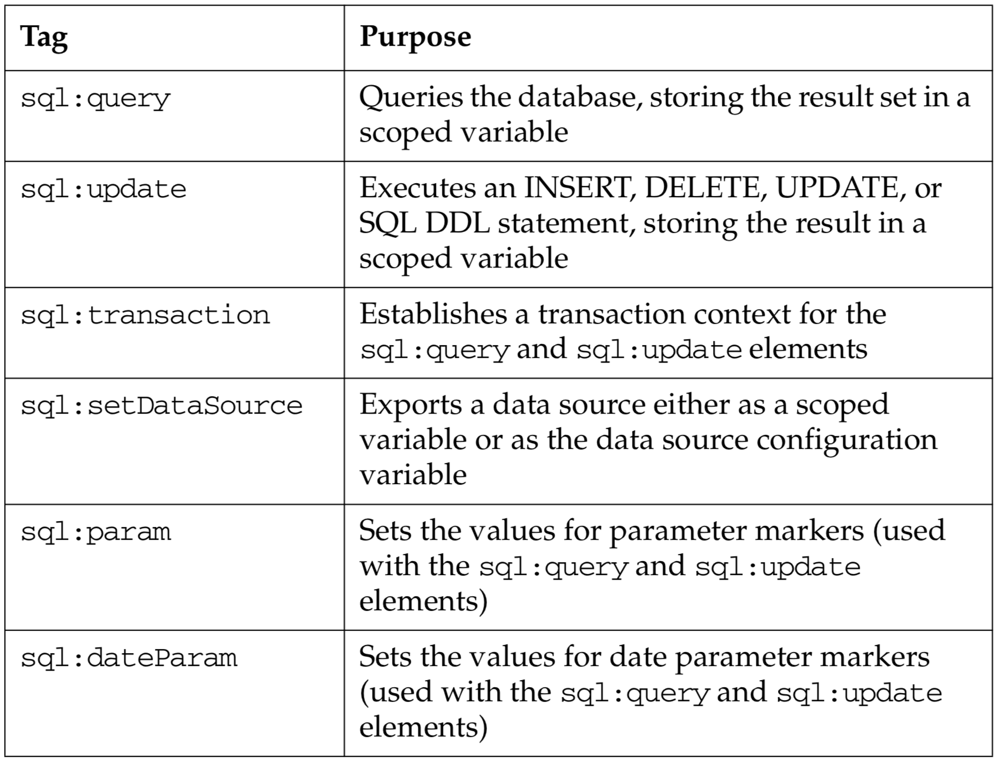 Tag Purpose
sql:query Queries the database, storing the result set in a
scoped variable
sql:update Executes an INSERT, DELETE, UPDATE, or
SQL DDL statement, storing the result in a
scoped variable
sql:transaction Establishes a transaction context for the
sql:query and sql:update elements
sql:setDataSource Exports a data source either as a scoped
variable or as the data source configuration
variable
sql:param Sets the values for parameter markers (used
with the sql:query and sql:update
elements)
sql:dateParam Sets the values for date parameter markers
(used with the sql:query and sql:update
elements)